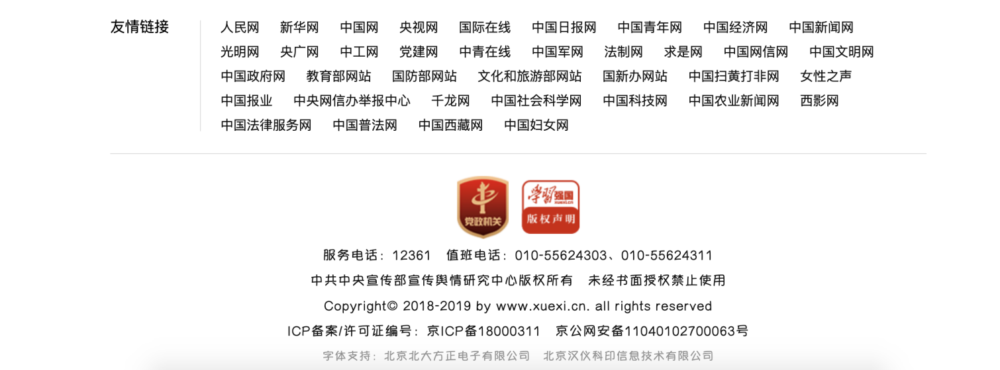 友情链接 人民网 新华网 中国网 央视网 国际在线 中国日报网 中国青年网 中国经济网 中国新闻网
光明网 央广网 中工网 党建网 中青在线 中国军网 法制网 求是网 中国网信网 中国文明网
中国政府网 教育部网站 国防部网站 文化和旅游部网站 国新办网站 中国扫黄打非网 女性之声
中国报业 中央网信办举报中心 千龙网 中国社会科学网 中国科技网 中国农业新闻网 西影网
中国法律服务网 中国普法网 中国西藏网 中国妇女网
党政机关
学习强国
xuexi.cn
版权声明
服务电话：12361 值班电话：010-55624303、010-55624311
中共中央宣传部宣传舆情研究中心版权所有 未经书面授权禁止使用
Copyright© 2018-2019 by www.xuexi.cn. all rights reserved
ICP备案/许可证编号：京ICP备18000311 京公网安备11040102700063号
字体支持：北京北大方正电子有限公司 北京汉仪科印信息技术有限公司